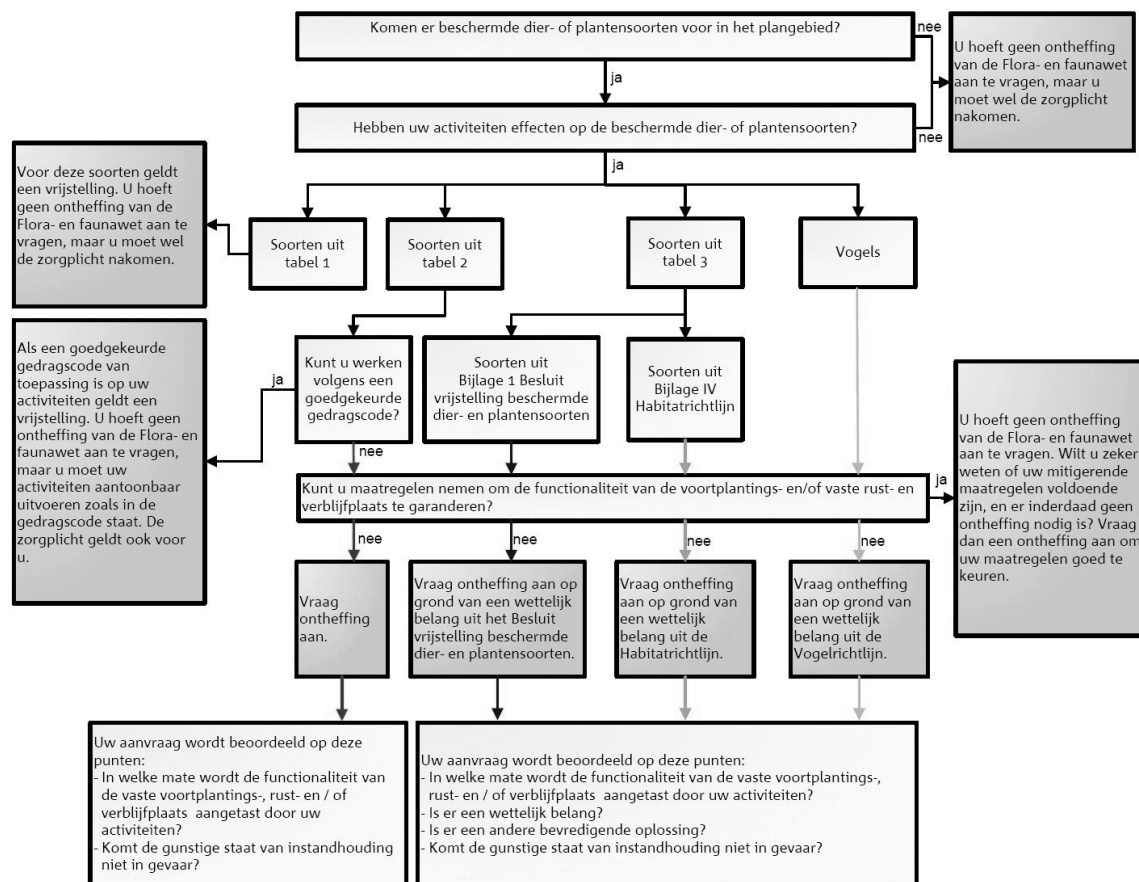 Komen er beschermde dier- of plantensoorten voor in het plangebied?
nee
U hoeft geen ontheffing
van de Flora- en faunawet
aan te vragen, maar u
moet wel de zorgplicht
nakomen.
ja
Hebben uw activiteiten effecten op de beschermde dier- of plantensoorten?
nee
ja
Voor deze soorten geldt
een vrijstelling. U hoeft
geen ontheffing van de
Flora- en faunawet aan te
vragen, maar u moet wel
de zorgplicht nakomen.
Soorten uit
tabel 1
Soorten uit
tabel 2
Soorten uit
tabel 3
Vogels
Als een goedgekeurde
gedragscode van
toepassing is op uw
activiteiten geldt een
vrijstelling. U hoeft geen
ontheffing van de Flora- en
faunawet aan te vragen,
maar u moet uw
activiteiten aantoonbaar
uitvoeren zoals in de
gedragscode staat. De
zorgplicht geldt ook voor
u.
ja
Kunt u werken
volgens een
goedgekeurde
gedragscode?
Soorten uit
Bijlage 1 Besluit
vrijstelling beschermde
dier- en plantensoorten
Soorten uit
Bijlage IV
Habitatrichtlijn
nee
Kunt u maatregelen nemen om de functionaliteit van de voortplantings- en/of vaste rust- en
verblijfplaats te garanderen?
ja
U hoeft geen ontheffing
van de Flora- en faunawet
aan te vragen. Wilt u zeker
weten of uw mitigerende
maatregelen voldoende
zijn, en er inderdaad geen
ontheffing nodig is? Vraag
dan een ontheffing aan om
uw maatregelen goed te
keuren.
nee
nee
nee
nee
Vraag
ontheffing
aan.
Vraag ontheffing aan op
grond van een wettelijk
belang uit het Besluit
vrijstelling beschermde
dier- en plantensoorten.
Vraag ontheffing
aan op grond van
een wettelijk
belang uit de
Habitatrichtlijn.
Vraag ontheffing
aan op grond van
een wettelijk
belang uit de
Vogelrichtlijn.
Uw aanvraag wordt beoordeeld op deze
punten:
- In welke mate wordt de functionaliteit van
de vaste voortplantings-, rust- en / of
verblijfplaats aangetast door uw
activiteiten?
- Komt de gunstige staat van instandhouding
niet in gevaar?
Uw aanvraag wordt beoordeeld op deze punten:
- In welke mate wordt de functionaliteit van de vaste voortplantings-,
rust- en / of verblijfplaats aangetast door uw activiteiten?
- Is er een wettelijk belang?
- Is er een andere bevredigende oplossing?
- Komt de gunstige staat van instandhouding niet in gevaar?